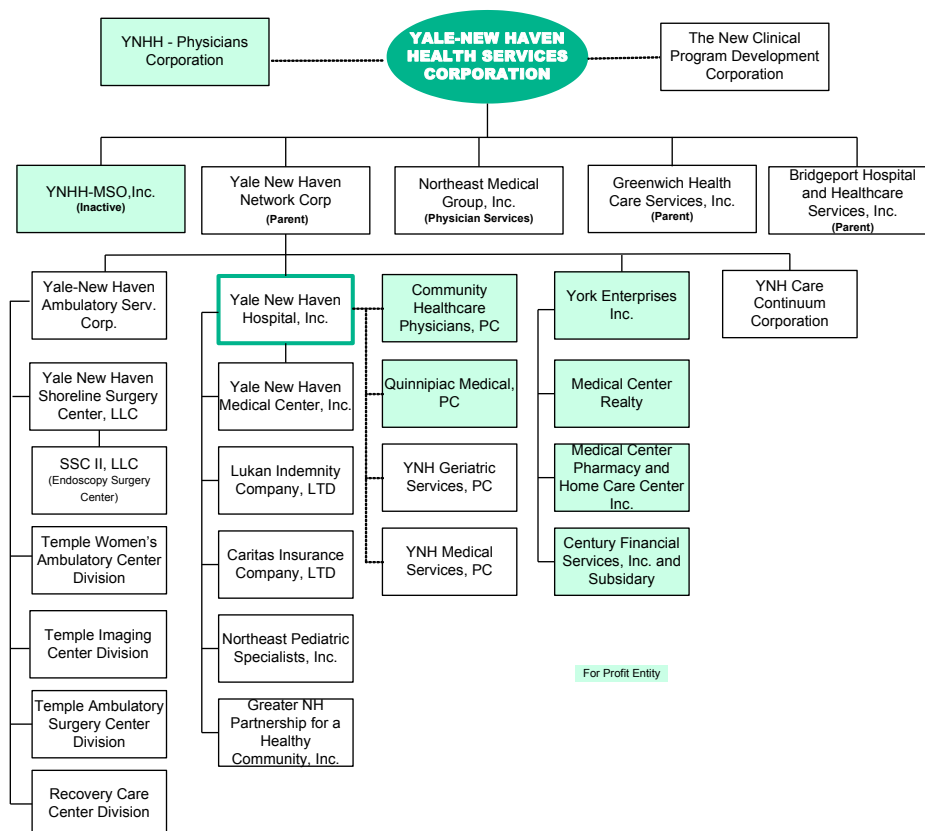 YNHH - Physicians
Corporation
YALE-NEW HAVEN
HEALTH SERVICES
CORPORATION
The New Clinical
Program Development
Corporation
YNHH-MSO,Inc.
(Inactive)
Yale New Haven
Network Corp
(Parent)
Northeast Medical
Group, Inc.
(Physician Services)
Greenwich Health
Care Services, Inc.
(Parent)
Bridgeport Hospital
and Healthcare
Services, Inc.
(Parent)
Yale-New Haven
Ambulatory Serv.
Corp.
Yale New Haven
Hospital, Inc.
Community
Healthcare
Physicians, PC
York Enterprises
Inc.
YNH Care
Continuum
Corporation
Yale New Haven
Shoreline Surgery
Center, LLC
Yale New Haven
Medical Center, Inc.
Quinnipiac Medical,
PC
Medical Center
Realty
SSC II, LLC
(Endoscopy Surgery
Center)
Lukan Indemnity
Company, LTD
YNH Geriatric
Services, PC
Medical Center
Pharmacy and
Home Care Center
Inc.
Temple Women's
Ambulatory Center
Division
Caritas Insurance
Company, LTD
YNH Medical
Services, PC
Century Financial
Services, Inc. and
Subsidary
Temple Imaging
Center Division
Northeast Pediatric
Specialists, Inc.
For Profit Entity
Temple Ambulatory
Surgery Center
Division
Greater NH
Partnership for a
Healthy
Community, Inc.
Recovery Care
Center Division